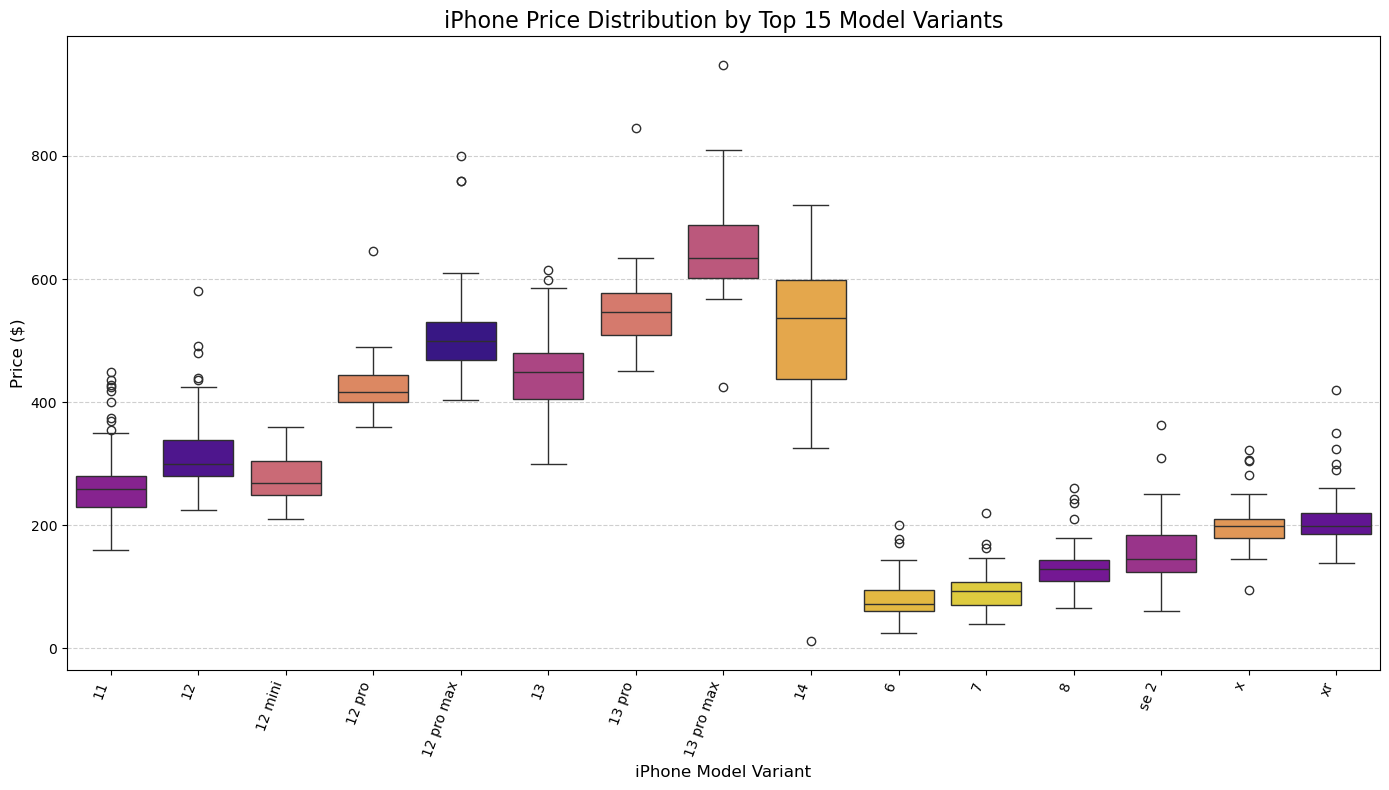 iPhone Price Distribution by Top 15 Model Variants
Price ($)
800
600
400
200
0
11
12
12 mini
12 pro
12 pro max
13
13 pro
13 pro max
14
6
7
8
se 2
x
xr
iPhone Model Variant